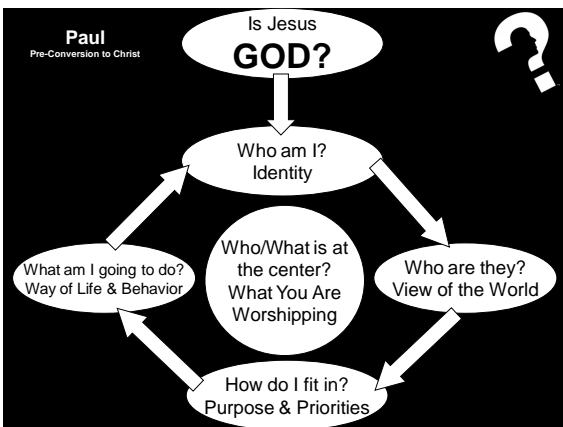 Paul
Pre-Conversion to Christ
Is Jesus
GOD?
Who am I?
Identity
What am I going to do?
Way of Life & Behavior
Who/What is at
the center?
What You Are
Worshipping
Who are they?
View of the World
How do I fit in?
Purpose & Priorities